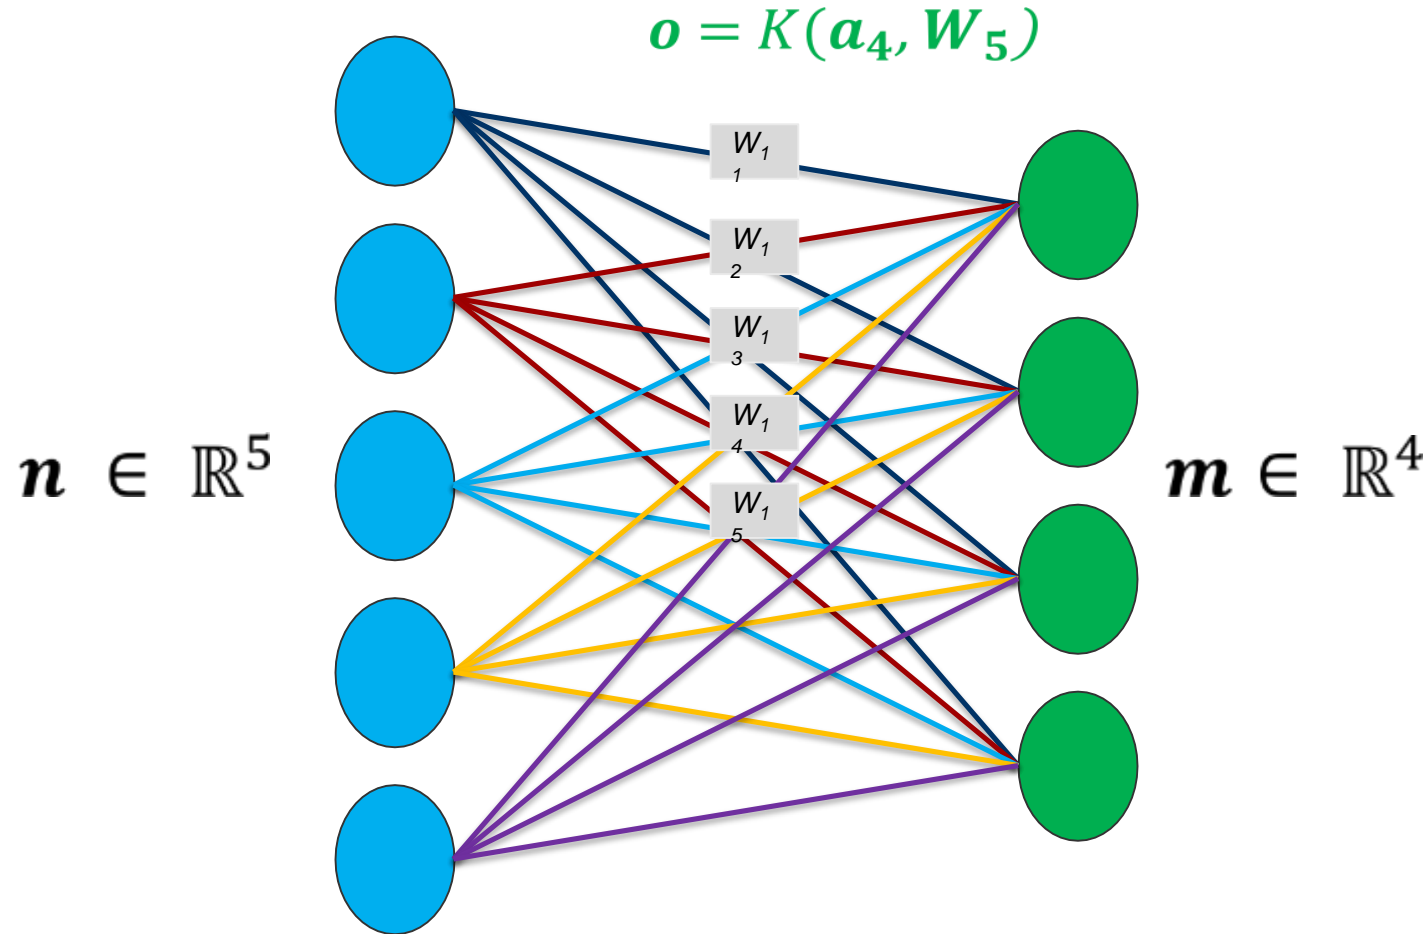 𝒐 = 𝐾(𝒂₄, 𝑾₅)
W₁
₁
W₁
₂
W₁
₃
W₁
₄
W₁
₅
𝒏 ∈ ℝ⁵
𝒎 ∈ ℝ⁴